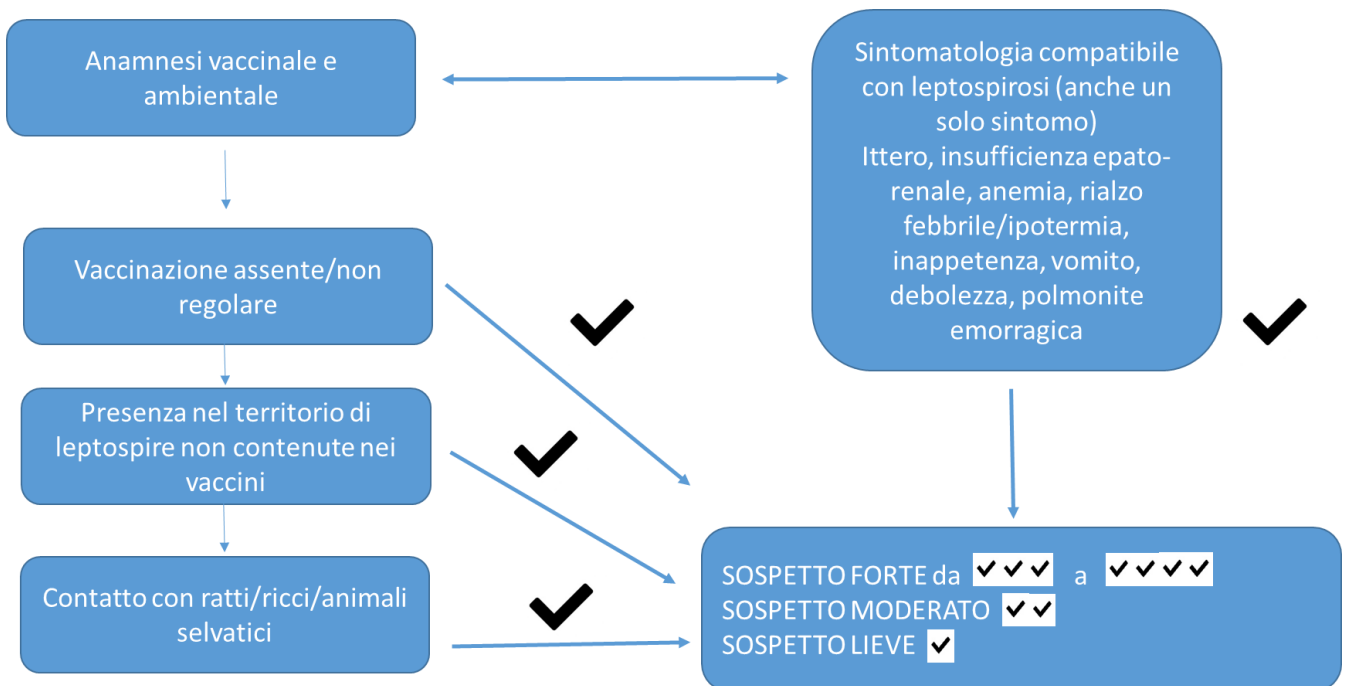 Anamnesi vaccinale e
ambientale
Sintomatologia compatibile
con leptospirosi (anche un
solo sintomo)
Ittero, insufficienza epato-
renale, anemia, rialzo
febbrile/ipotermia,
inappetenza, vomito,
debolezza, polmonite
emorragica
Vaccinazione assente/non
regolare
Presenza nel territorio di
leptospire non contenute nei
vaccini
Contatto con ratti/ricci/animali
selvatici
SOSPETTO FORTE da ✓✓✓ a ✓✓✓✓
SOSPETTO MODERATO ✓✓
SOSPETTO LIEVE ✓